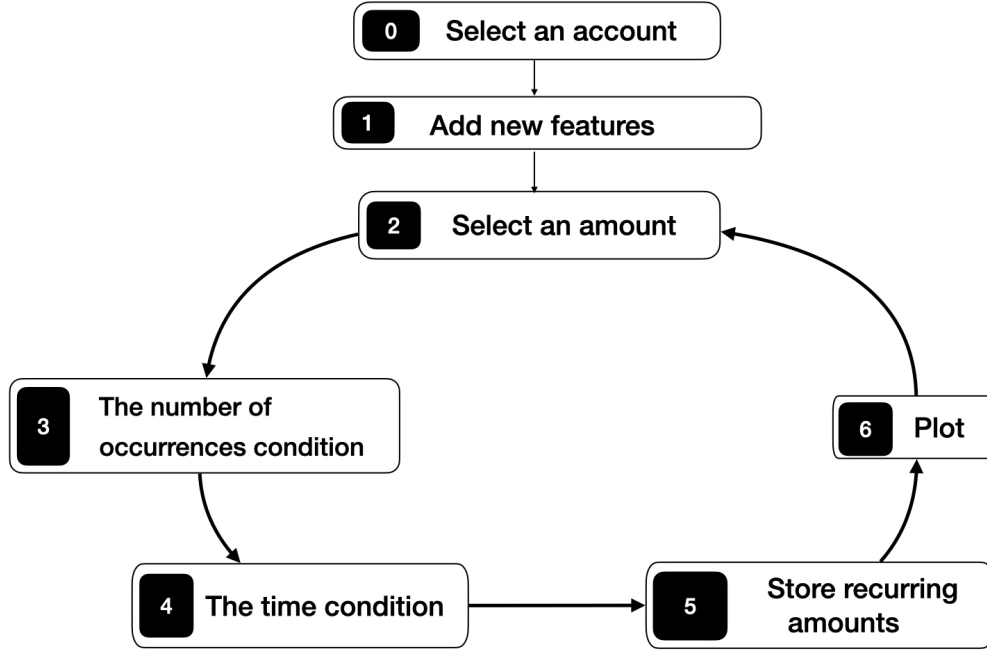 0 Select an account
1 Add new features
2 Select an amount
3 The number of
occurrences condition
6 Plot
4 The time condition
5 Store recurring
amounts